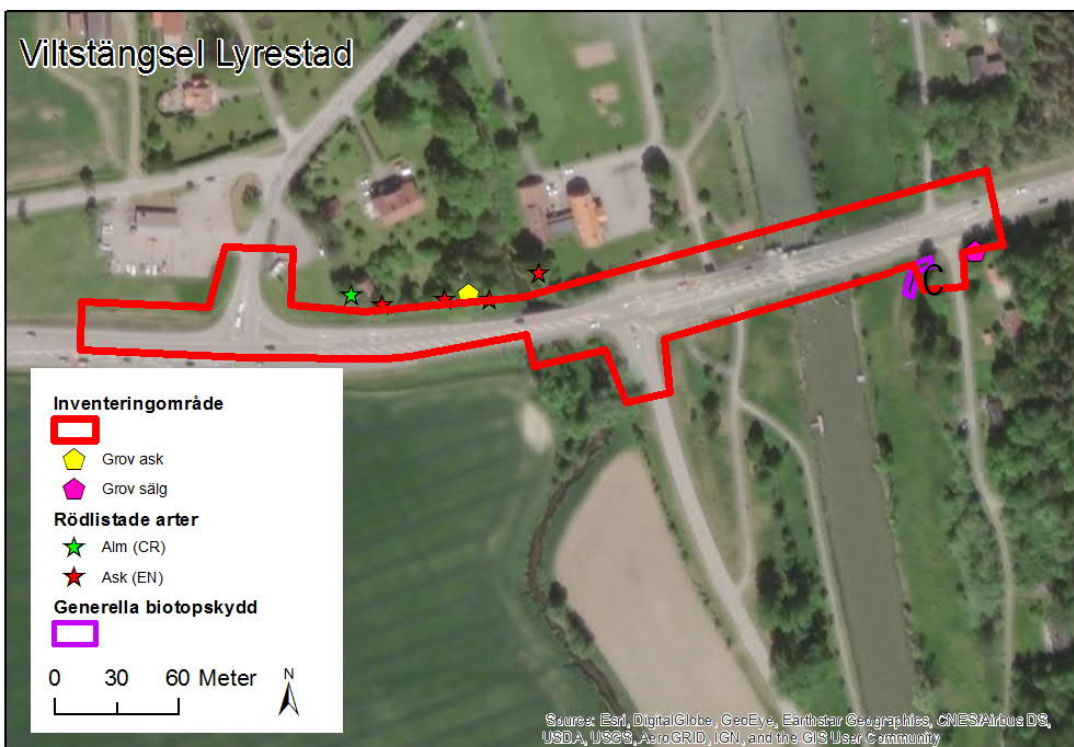 Viltstängsel Lyrestad
C
Inventeringområde
Grov ask
Grov sälg
Rödlistade arter
Alm (CR)
Ask (EN)
Generella biotopskydd
0 30 60 Meter
N
Source: Esri, DigitalGlobe, GeoEye, Earthstar Geographics, CNES/Airbus DS,
USDA, USGS, AeroGRID, IGN, and the GIS User Community